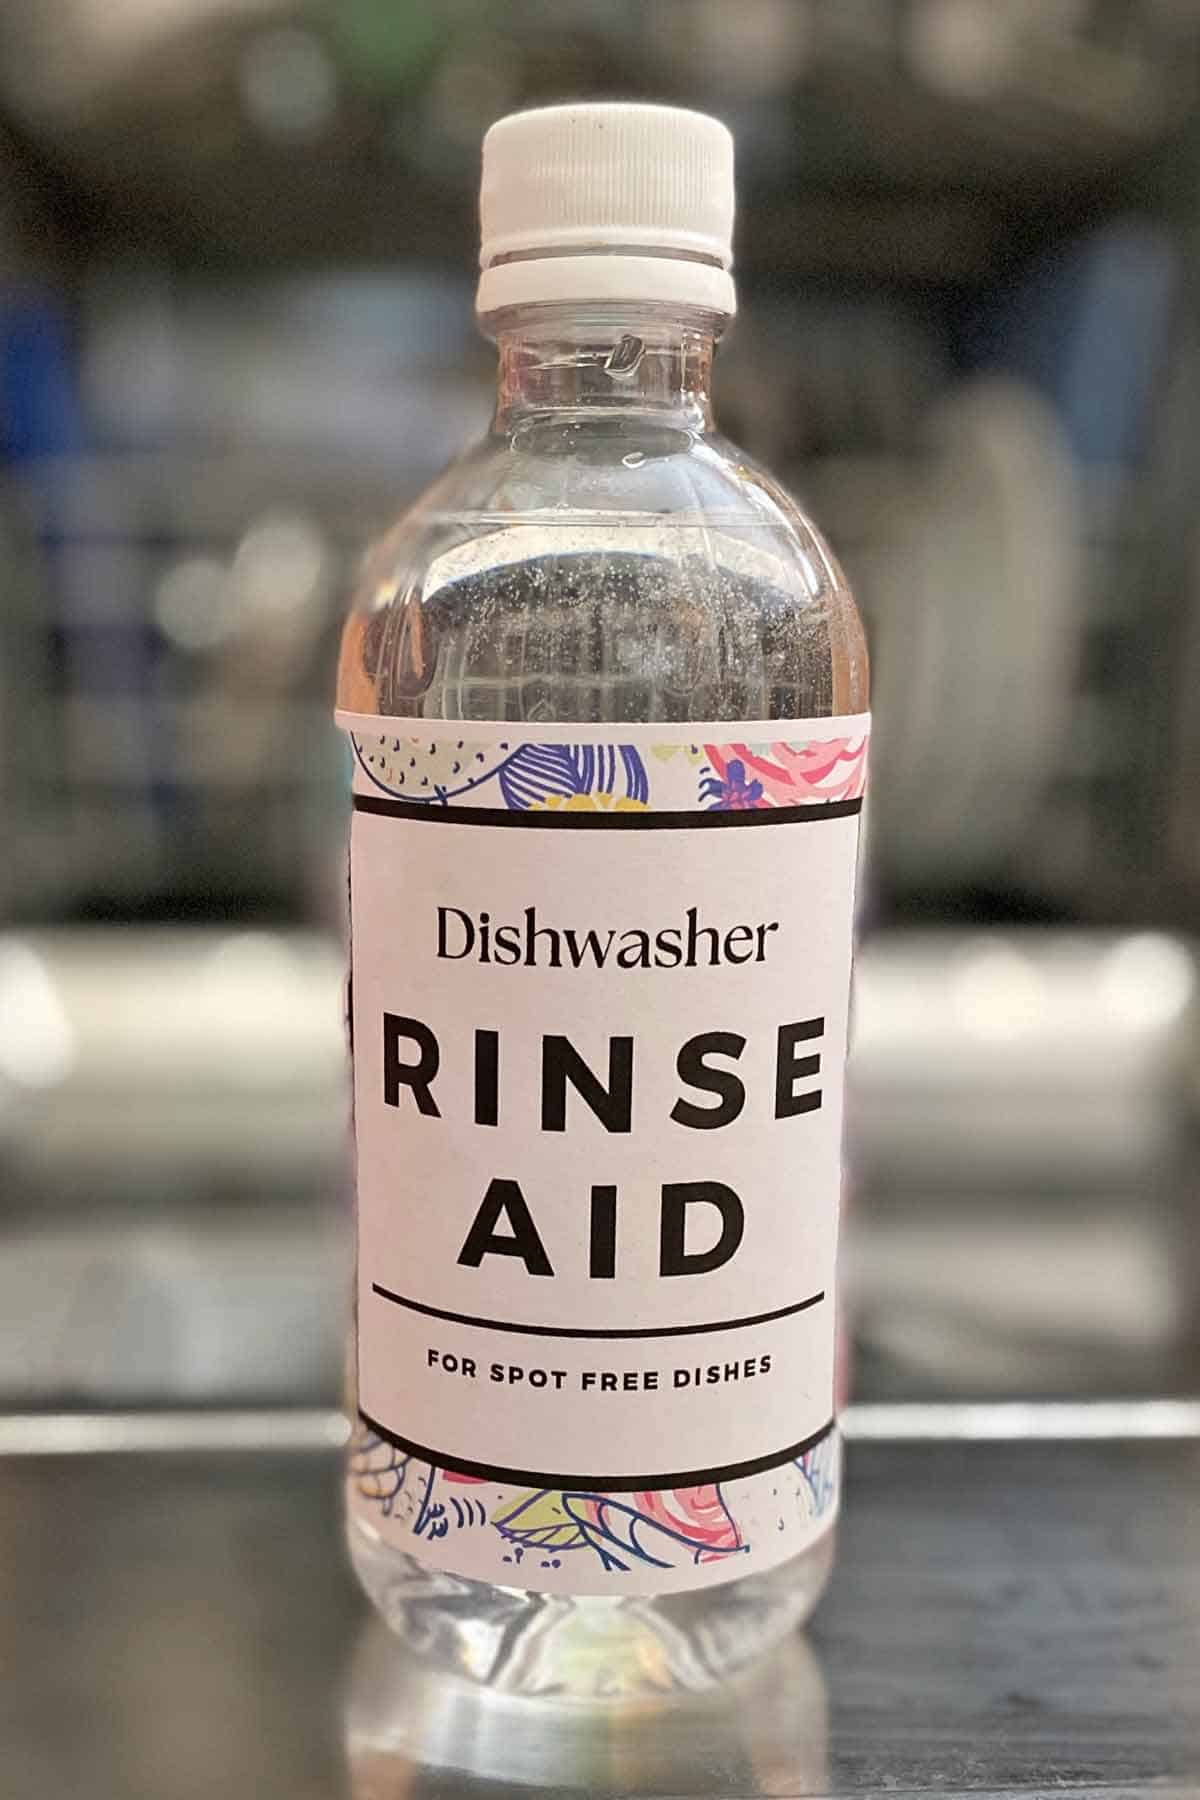 Dishwasher
RINSE
AID
FOR SPOT FREE DISHES